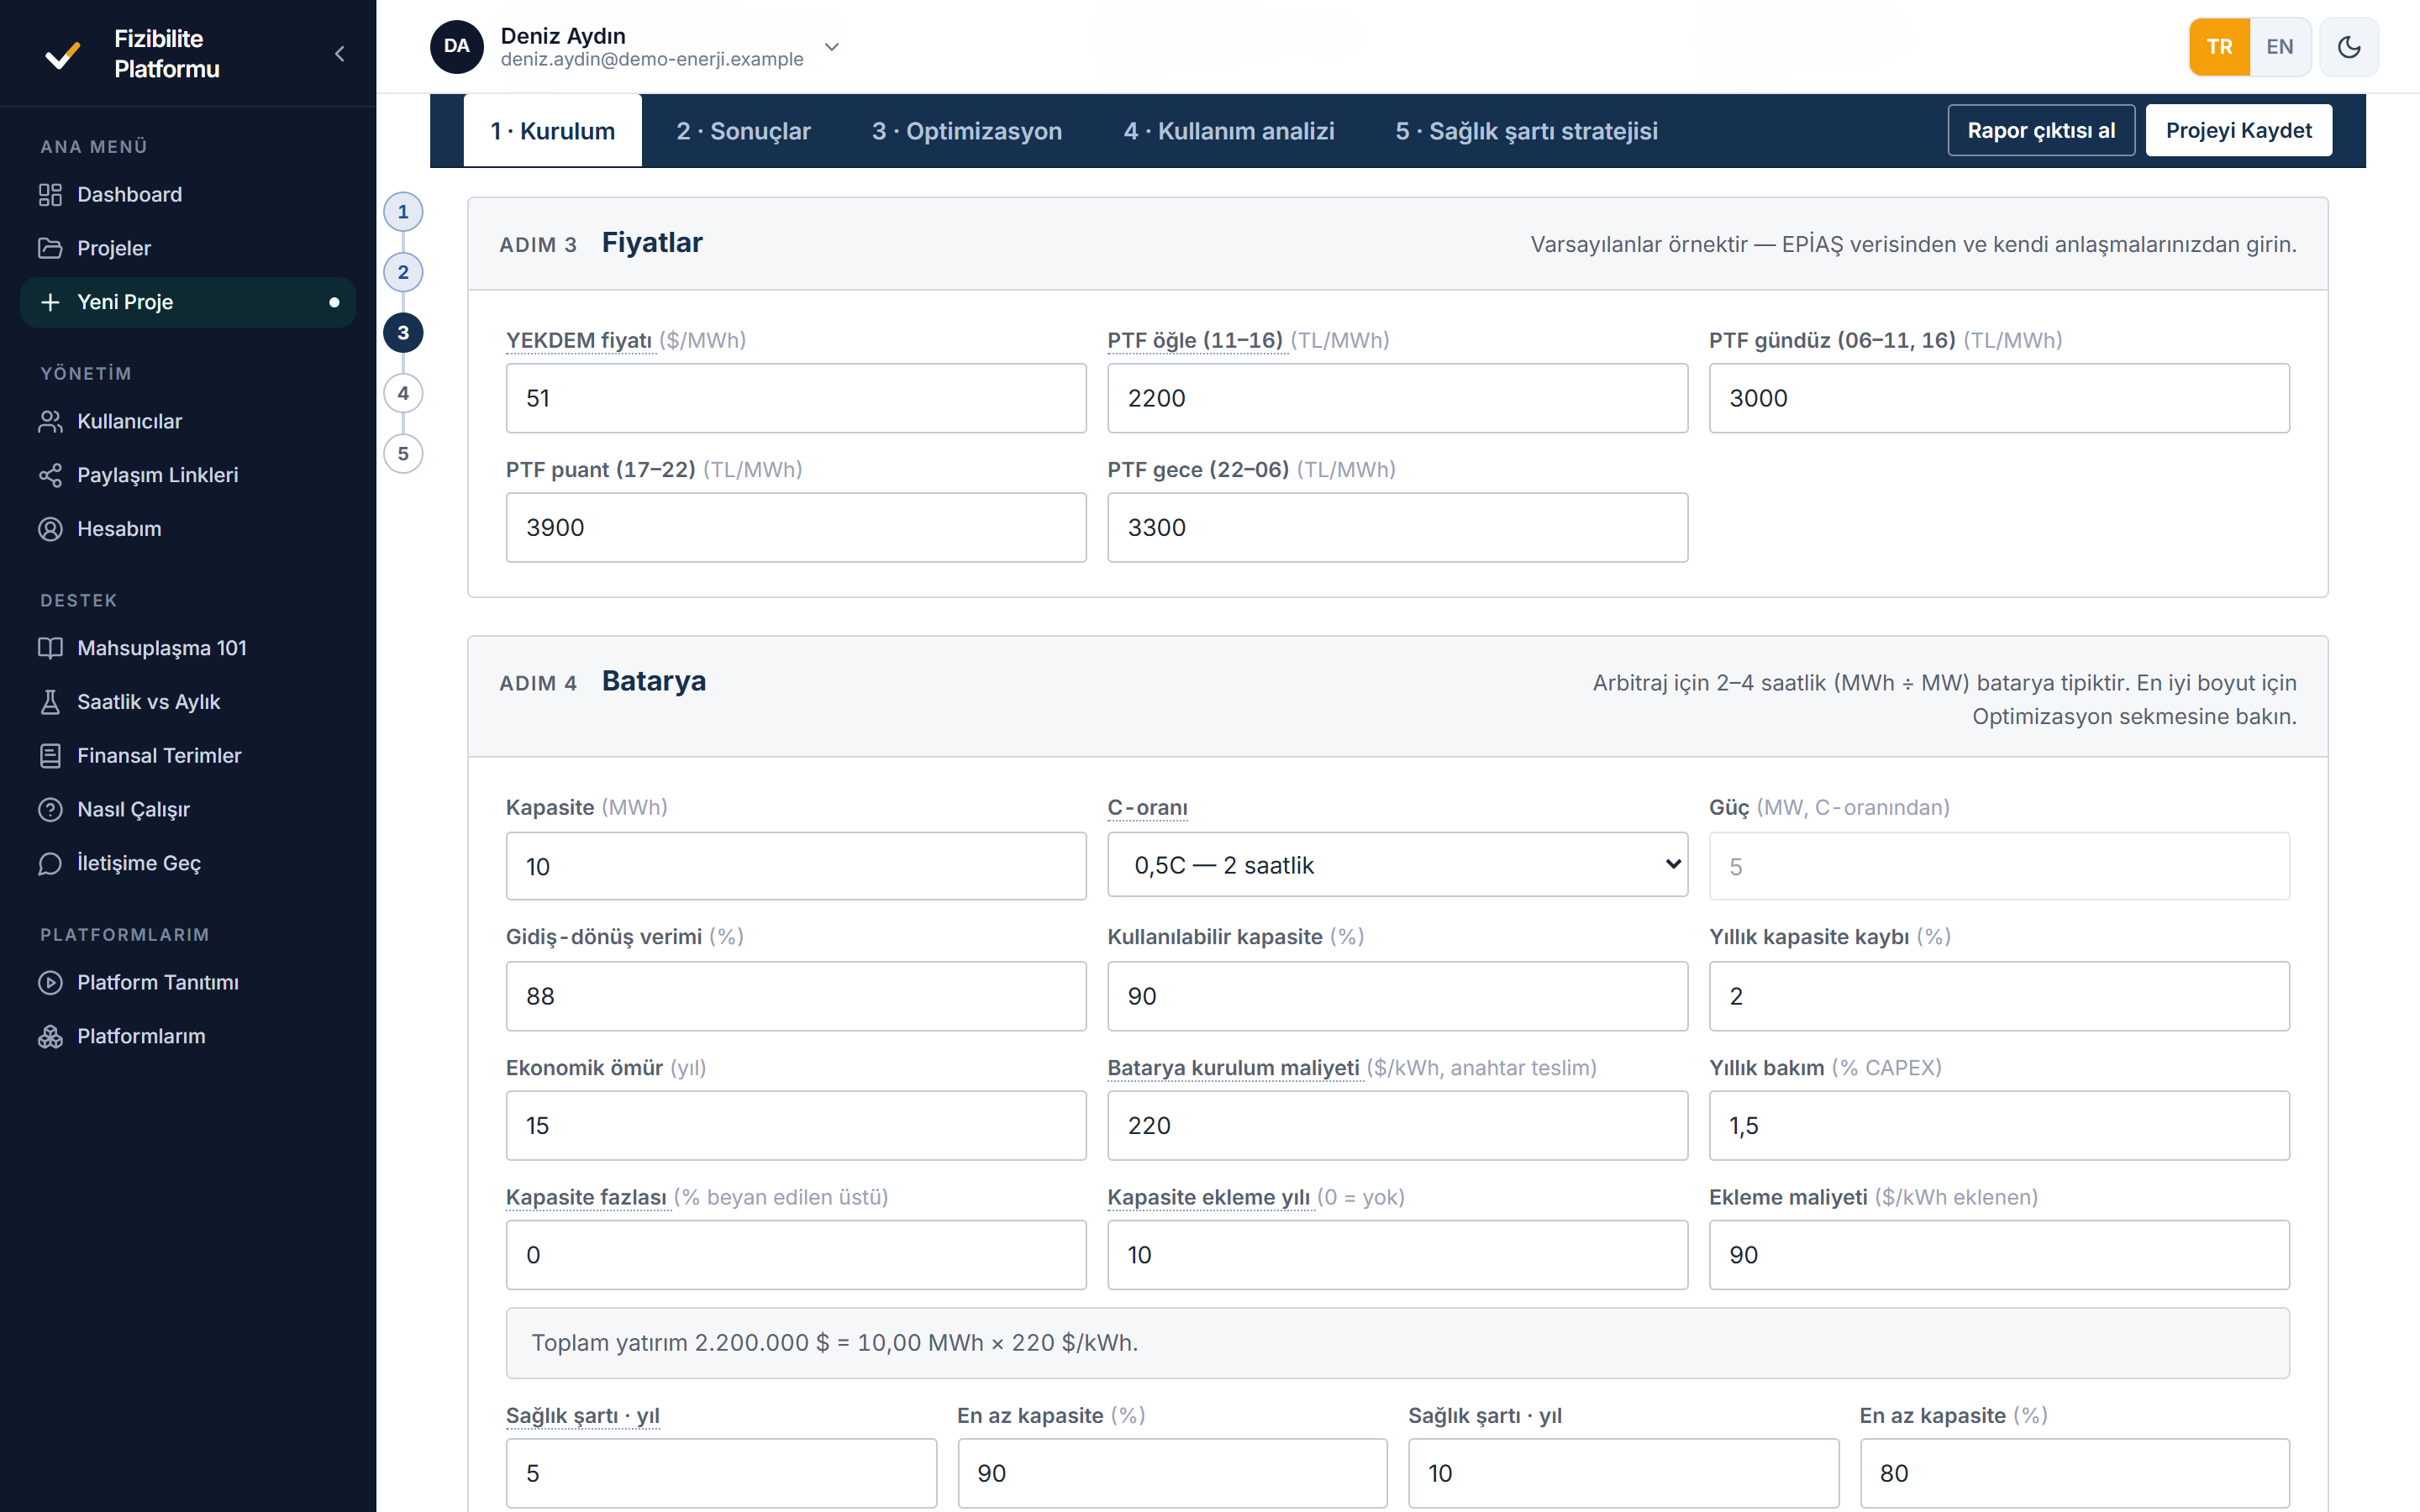 Fizibilite
Platformu
ANA MENÜ
Dashboard
Projeler
Yeni Proje
YÖNETİM
Kullanıcılar
Paylaşım Linkleri
Hesabım
DESTEK
Mahsuplaşma 101
Saatlik vs Aylık
Finansal Terimler
Nasıl Çalışır
İletişime Geç
PLATFORMLARIM
Platform Tanıtımı
Platformlarım
DA
Deniz Aydın
deniz.aydin@demo-enerji.example
TR EN
1 · Kurulum 2 · Sonuçlar 3 · Optimizasyon 4 · Kullanım analizi 5 · Sağlık şartı stratejisi Rapor çıktısı al Projeyi Kaydet
1
2
3
4
5
ADIM 3 Fiyatlar Varsayılanlar örnektir — EPİAŞ verisinden ve kendi anlaşmalarınızdan girin.
YEKDEM fiyatı ($/MWh) PTF öğle (11–16) (TL/MWh) PTF gündüz (06–11, 16) (TL/MWh)
51 2200 3000
PTF puant (17–22) (TL/MWh) PTF gece (22–06) (TL/MWh)
3900 3300
ADIM 4 Batarya Arbitraj için 2–4 saatlik (MWh ÷ MW) batarya tipiktir. En iyi boyut için
Optimizasyon sekmesine bakın.
Kapasite (MWh) C-oranı Güç (MW, C-oranından)
10 0,5C — 2 saatlik 5
Gidiş-dönüş verimi (%) Kullanılabilir kapasite (%) Yıllık kapasite kaybı (%)
88 90 2
Ekonomik ömür (yıl) Batarya kurulum maliyeti ($/kWh, anahtar teslim) Yıllık bakım (% CAPEX)
15 220 1,5
Kapasite fazlası (% beyan edilen üstü) Kapasite ekleme yılı (0 = yok) Ekleme maliyeti ($/kWh eklenen)
0 10 90
Toplam yatırım 2.200.000 $ = 10,00 MWh × 220 $/kWh.
Sağlık şartı · yıl En az kapasite (%) Sağlık şartı · yıl En az kapasite (%)
5 90 10 80